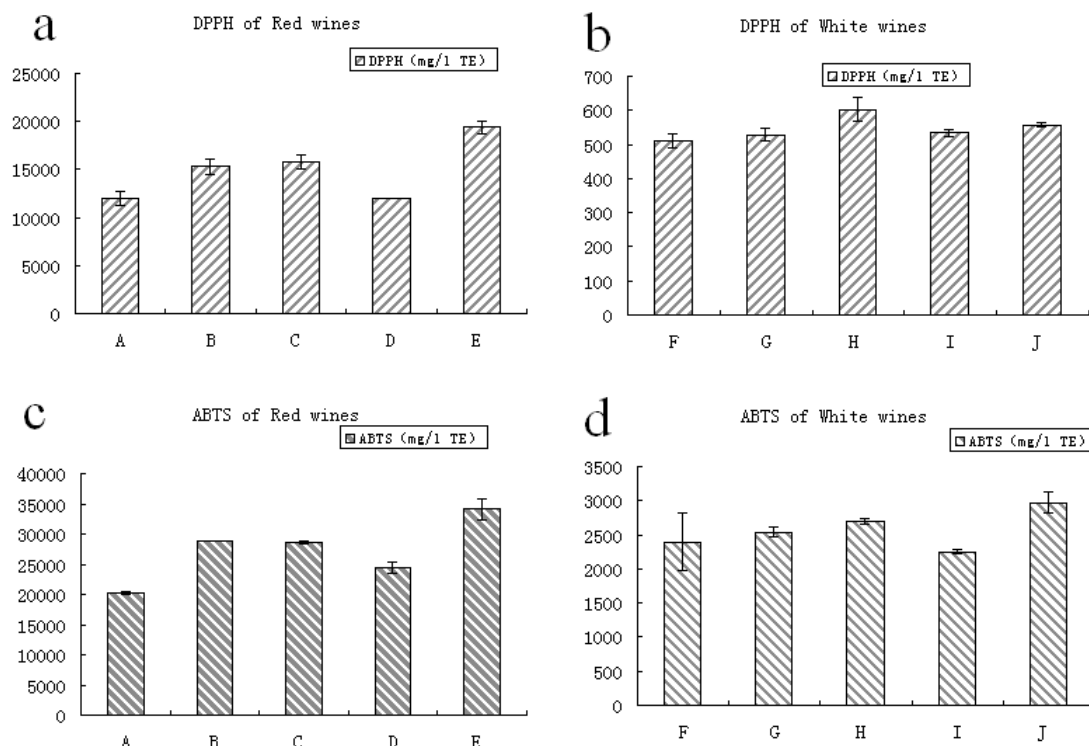 a
DPPH of Red wines
DPPH (mg/l TE)
25000
20000
15000
10000
5000
0
A B C D E
b
DPPH of White wines
DPPH (mg/l TE)
700
600
500
400
300
200
100
0
F G H I J
c
ABTS of Red wines
ABTS (mg/l TE)
40000
35000
30000
25000
20000
15000
10000
5000
0
A B C D E
d
ABTS of White wines
ABTS (mg/l TE)
3500
3000
2500
2000
1500
1000
500
0
F G H I J